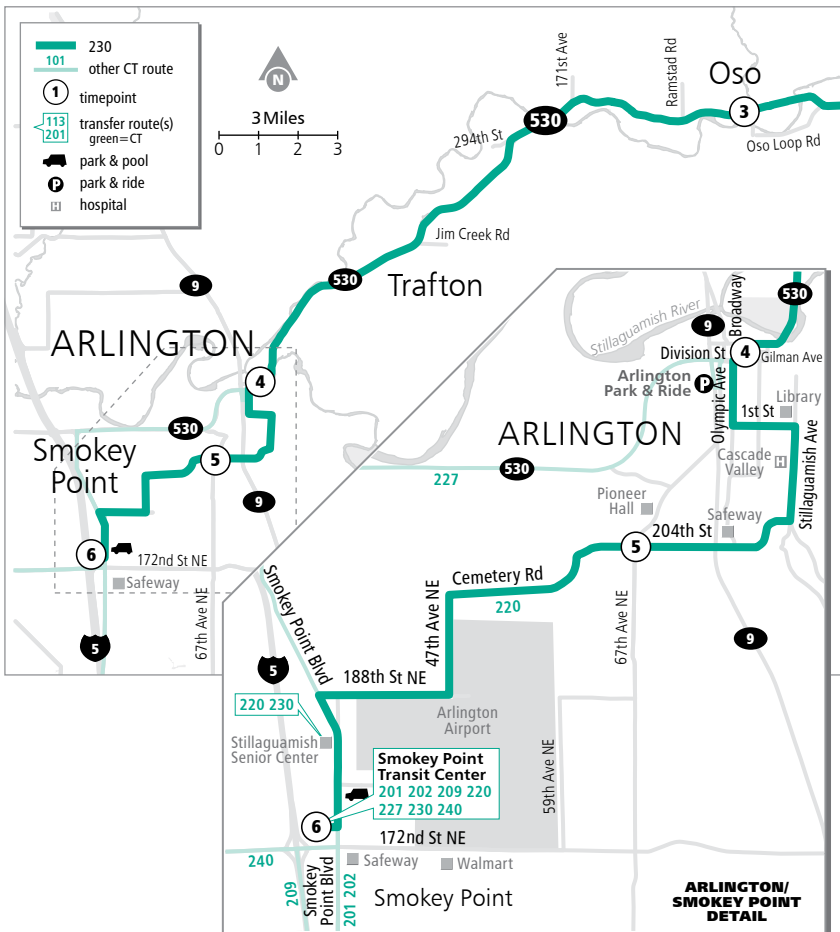 230
101
other CT route
1
timepoint
113
201
transfer route(s)
green=CT
park & pool
P
park & ride
H
hospital
N
3 Miles
0 1 2 3
171st Ave
Ramstad Rd
Oso
530
3
294th St
Oso Loop Rd
Jim Creek Rd
530
Trafton
9
ARLINGTON
4
530
Smokey
Point
5
9
6
172nd St NE
Safeway
67th Ave NE
5
530
Stillaguamish River
9
Broadway
Division St
4
Gilman Ave
Arlington
Park & Ride
P
Olympic Ave
Library
1st St
ARLINGTON
Stillaguamish Ave
Cascade
Valley
H
530
227
Pioneer
Hall
Safeway
204th St
5
Cemetery Rd
220
47th Ave NE
67th Ave NE
9
Smokey Point Blvd
5
188th St NE
220 230
Arlington
Airport
Stillaguamish
Senior Center
59th Ave NE
Smokey Point
Transit Center
201 202 209 220
227 230 240
6
172nd St NE
240
Safeway
Walmart
209
Smokey
Point Blvd
201 202
Smokey Point
ARLINGTON/
SMOKEY POINT
DETAIL